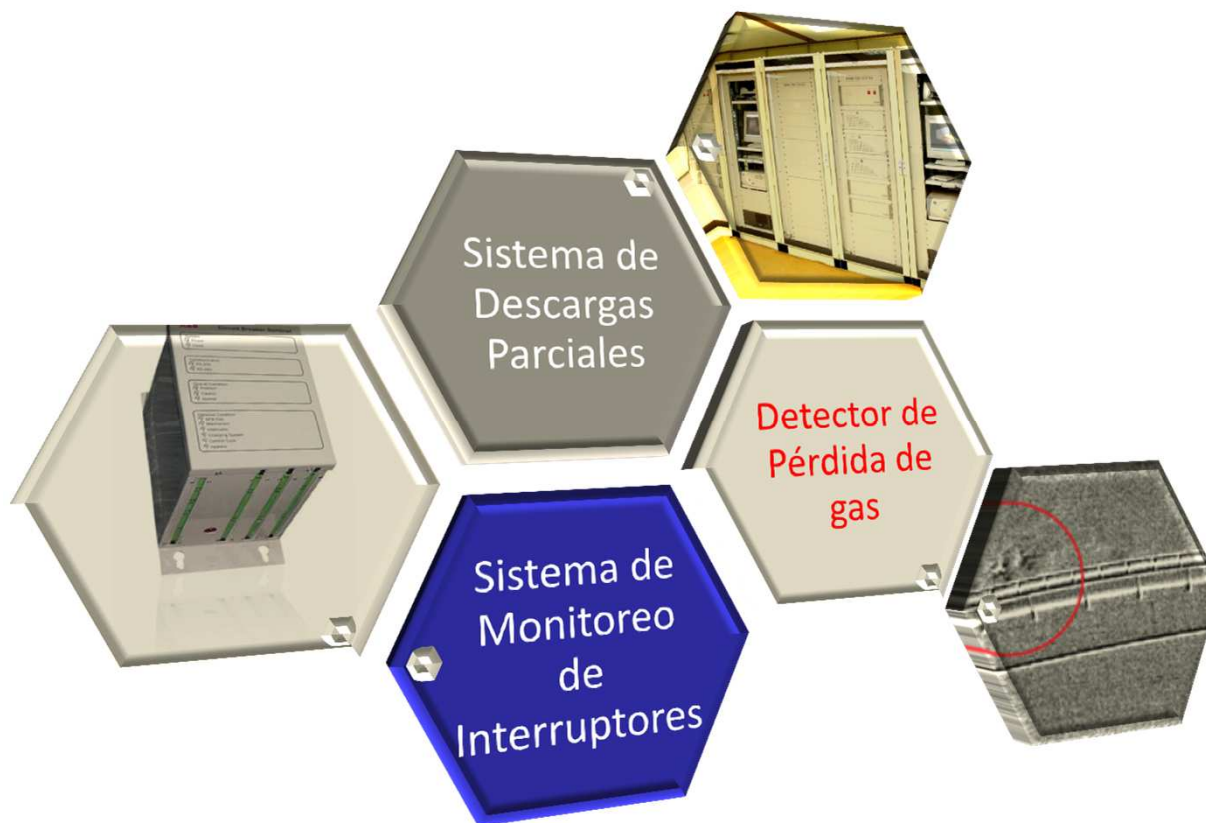 Sistema de
Descargas
Parciales
Detector de
Pérdida de
gas
Sistema de
Monitoreo
de
Interruptores